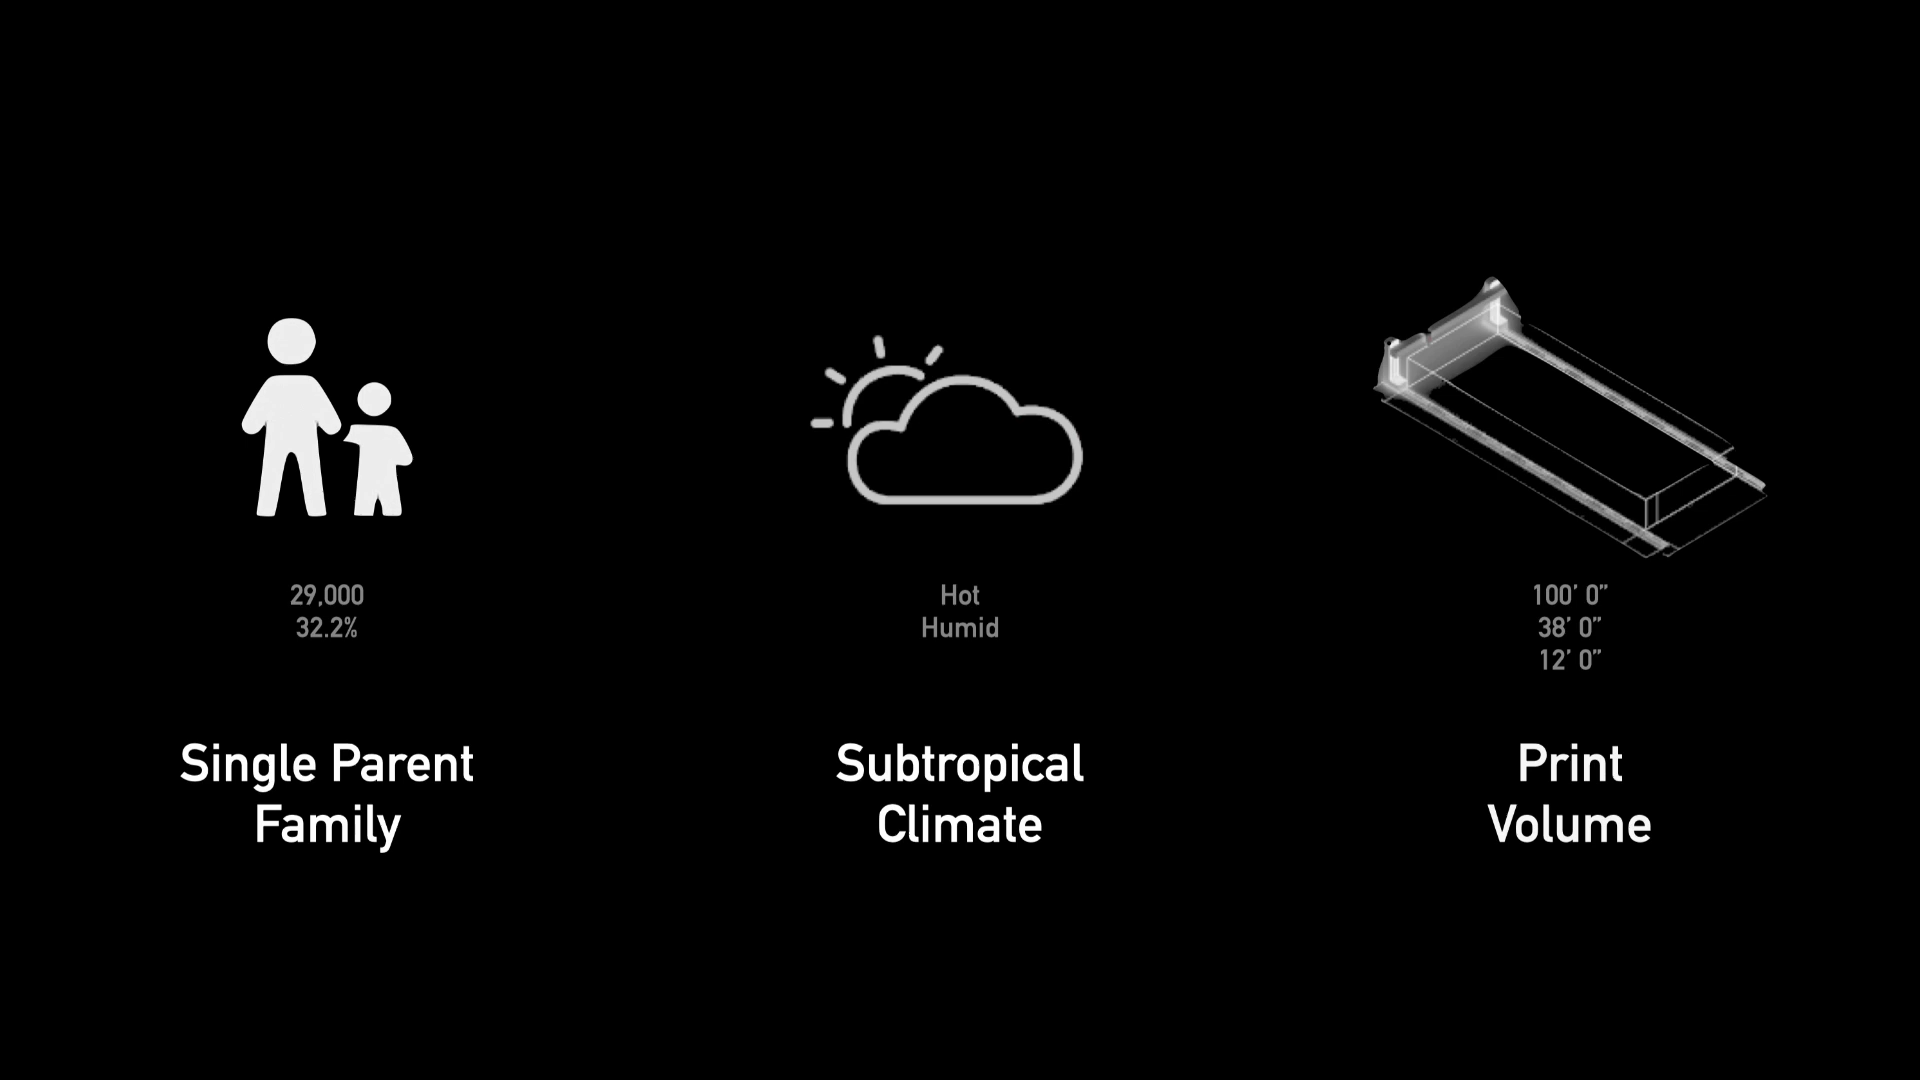 29,000
32.2%
Single Parent
Family
Hot
Humid
Subtropical
Climate
100’ 0”
38’ 0”
12’ 0”
Print
Volume